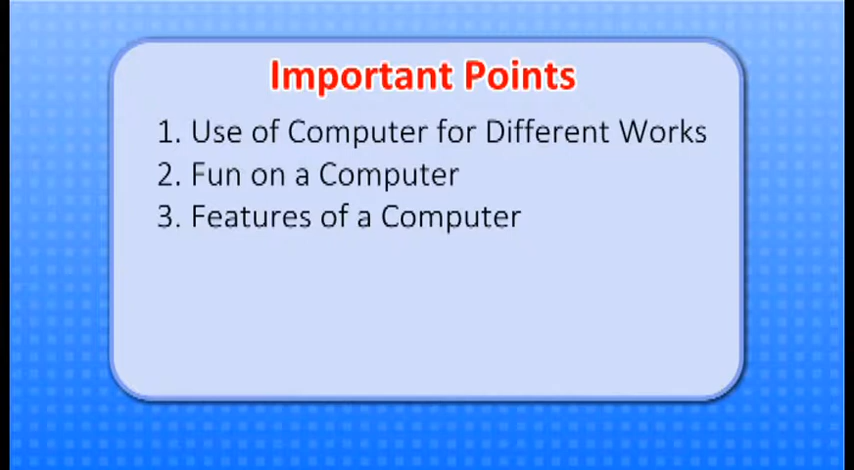 Important Points
1. Use of Computer for Different Works
2. Fun on a Computer
3. Features of a Computer